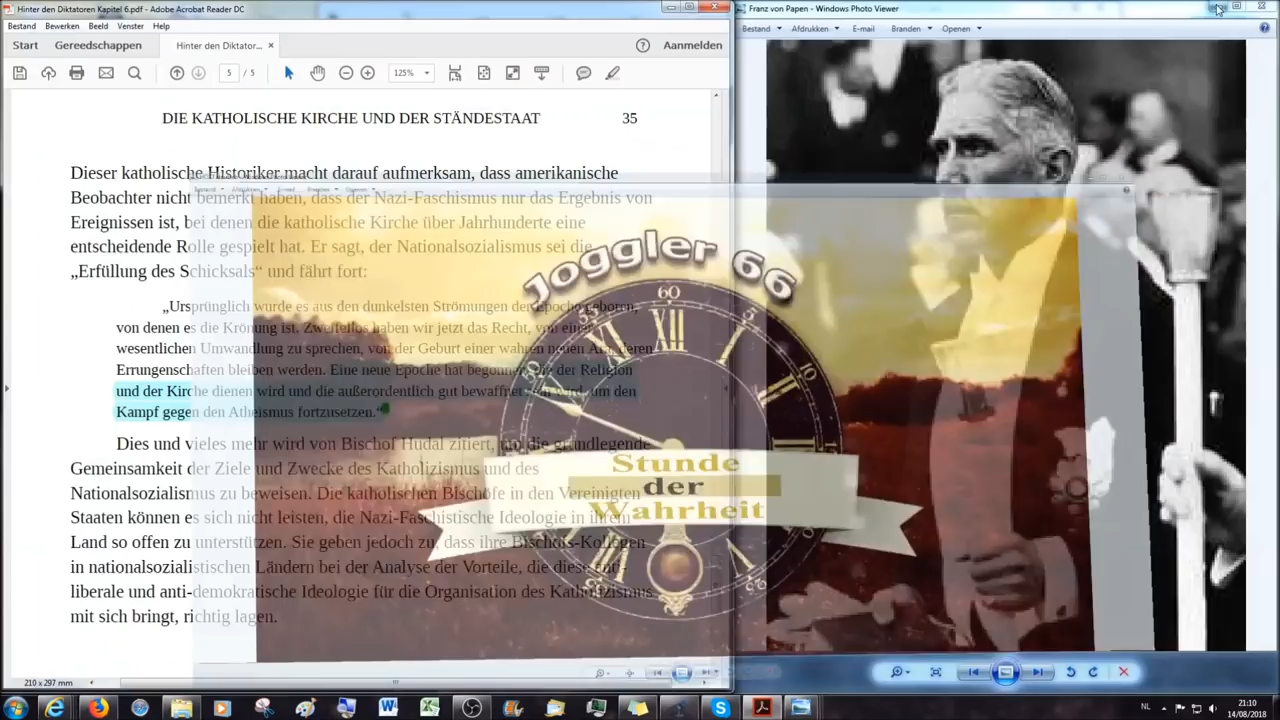 Hinter den Diktatoren Kapitel 6.pdf - Adobe Acrobat Reader DC
Bestand Bewerken Beeld Venster Help
Start Gereedschappen Hinter den Diktator... × Aanmelden
5 / 5 125%
DIE KATHOLISCHE KIRCHE UND DER STÄNDESTAAT 35
Dieser katholische Historiker macht darauf aufmerksam, dass amerikanische
Beobachter nicht bemerkt haben, dass der Nazi-Faschismus nur das Ergebnis von
Ereignissen ist, bei denen die katholische Kirche über Jahrhunderte eine
entscheidende Rolle gespielt hat. Er sagt, der Nationalsozialismus sei die
„Erfüllung des Schicksals“ und fährt fort:
„Ursprünglich wurde es aus den dunkelsten Strömungen der Epoche geboren,
von denen es die Krönung ist. Zweifellos haben wir jetzt das Recht, von einer
wesentlichen Umwandlung zu sprechen, von der Geburt einer wahren neuen Ära, deren
Errungenschaften bleiben werden. Eine neue Epoche hat begonnen, die der Religion
und der Kirche dienen wird und die außerordentlich gut bewaffnet sein wird, um den
Kampf gegen den Atheismus fortzusetzen.“
Dies und vieles mehr wird von Bischof Hudal zitiert, um die grundlegende
Gemeinsamkeit der Ziele und Zwecke des Katholizismus und des
Nationalsozialismus zu beweisen. Die katholischen Bischöfe in den Vereinigten
Staaten können es sich nicht leisten, die Nazi-Faschistische Ideologie in ihrem
Land so offen zu unterstützen. Sie geben jedoch zu, dass ihre Bischofs-Kollegen
in nationalsozialistischen Ländern bei der Analyse der Vorteile, die diese anti-
liberale und anti-demokratische Ideologie für die Organisation des Katholizismus
mit sich bringt, richtig lagen.
210 x 297 mm
Franz von Papen - Windows Photo Viewer
Bestand Afdrukken E-mail Branden Openen
Joggler 66
60
5
10
XII
I
II
III
Stunde
der
Wahrheit
NL
21:10
14/08/2018